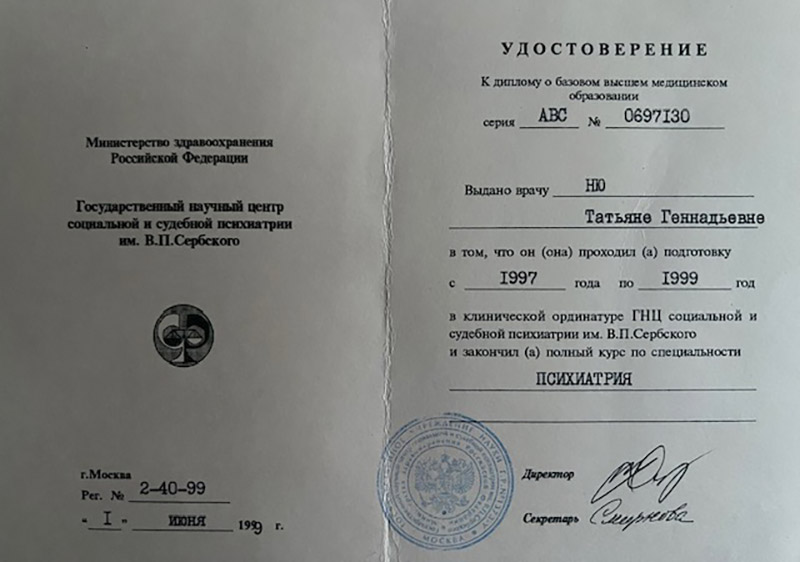 Министерство здравоохранения
Российской Федерации
Государственный научный центр
социальной и судебной психиатрии
им. В.П.Сербского
г.Москва
Рег. № 2-40-99
"I" ИЮНЯ 1999 г.
УДОСТОВЕРЕНИЕ
К диплому о базовом высшем медицинском
образовании
серия АВС № 0697I30
Выдано врачу НЮ
Татьяне Геннадьевне
в том, что он (она) проходил (а) подготовку
с I997 года по I999 год
в клинической ординатуре ГНЦ социальной и
судебной психиатрии им. В.П.Сербского
и закончил (а) полный курс по специальности
ПСИХИАТРИЯ
Директор
Секретарь Смирнова
МОСКВА